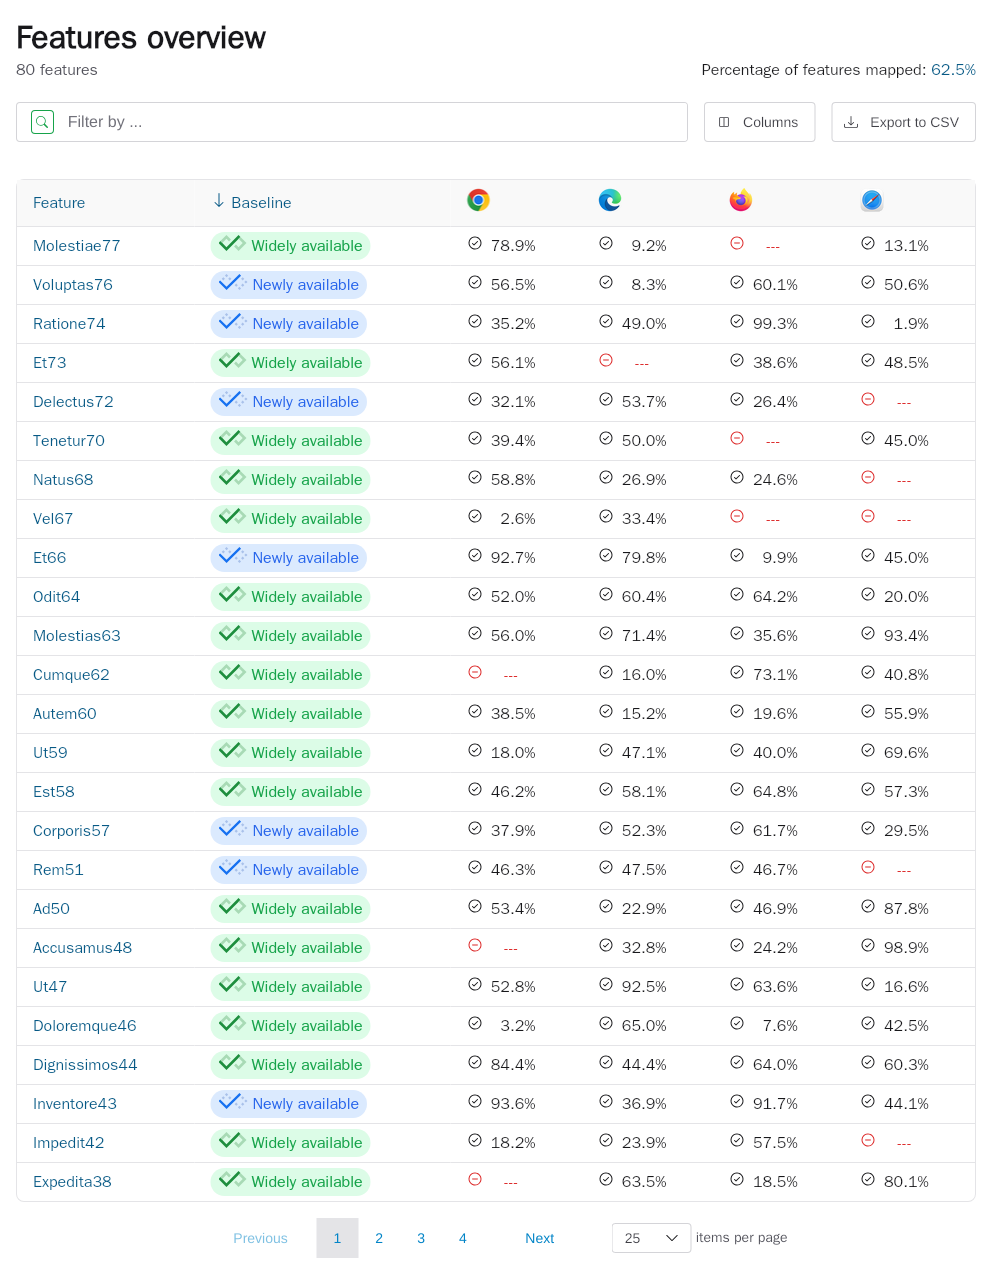 Features overview
80 features
Percentage of features mapped: 62.5%
Filter by ...
Columns
Export to CSV
Feature Baseline
Molestiae77 Widely available 78.9% 9.2% --- 13.1%
Voluptas76 Newly available 56.5% 8.3% 60.1% 50.6%
Ratione74 Newly available 35.2% 49.0% 99.3% 1.9%
Et73 Widely available 56.1% --- 38.6% 48.5%
Delectus72 Newly available 32.1% 53.7% 26.4% ---
Tenetur70 Widely available 39.4% 50.0% --- 45.0%
Natus68 Widely available 58.8% 26.9% 24.6% ---
Vel67 Widely available 2.6% 33.4% --- ---
Et66 Newly available 92.7% 79.8% 9.9% 45.0%
Odit64 Widely available 52.0% 60.4% 64.2% 20.0%
Molestias63 Widely available 56.0% 71.4% 35.6% 93.4%
Cumque62 Widely available --- 16.0% 73.1% 40.8%
Autem60 Widely available 38.5% 15.2% 19.6% 55.9%
Ut59 Widely available 18.0% 47.1% 40.0% 69.6%
Est58 Widely available 46.2% 58.1% 64.8% 57.3%
Corporis57 Newly available 37.9% 52.3% 61.7% 29.5%
Rem51 Newly available 46.3% 47.5% 46.7% ---
Ad50 Widely available 53.4% 22.9% 46.9% 87.8%
Accusamus48 Widely available --- 32.8% 24.2% 98.9%
Ut47 Widely available 52.8% 92.5% 63.6% 16.6%
Doloremque46 Widely available 3.2% 65.0% 7.6% 42.5%
Dignissimos44 Widely available 84.4% 44.4% 64.0% 60.3%
Inventore43 Newly available 93.6% 36.9% 91.7% 44.1%
Impedit42 Widely available 18.2% 23.9% 57.5% ---
Expedita38 Widely available --- 63.5% 18.5% 80.1%
Previous 1 2 3 4 Next 25 items per page